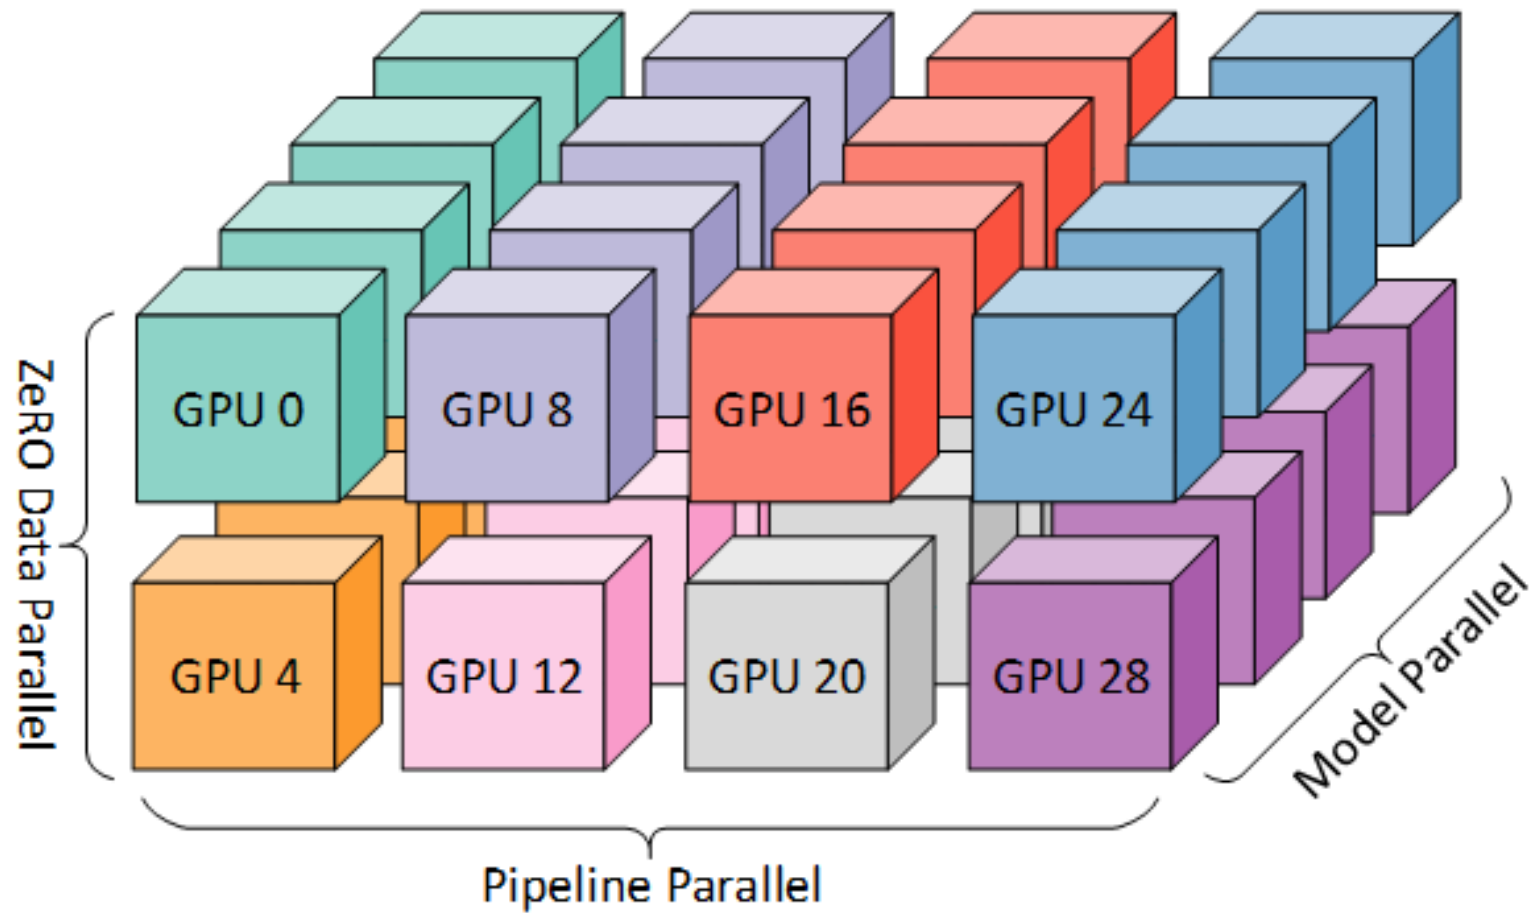 GPU 0
GPU 8
GPU 16
GPU 24
GPU 4
GPU 12
GPU 20
GPU 28
ZeRO Data Parallel
Pipeline Parallel
Model Parallel